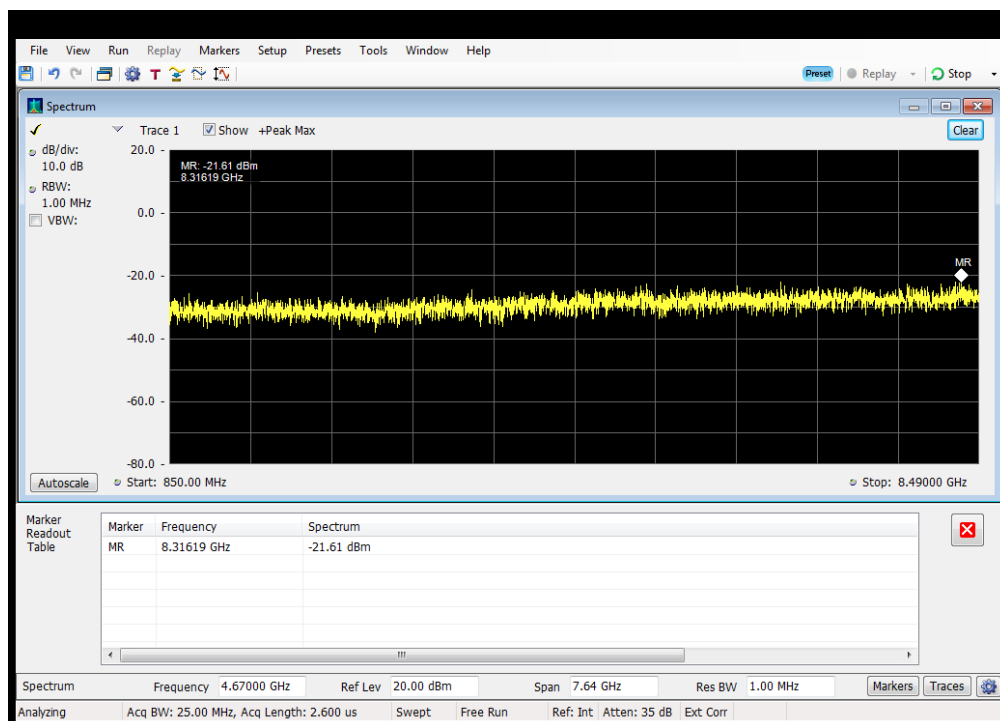 File View Run Replay Markers Setup Presets Tools Window Help
T Preset Replay Stop
Spectrum
Trace 1 Show +Peak Max Clear
dB/div:
10.0 dB
RBW:
1.00 MHz
VBW:
20.0
0.0
-20.0
-40.0
-60.0
-80.0
MR: -21.61 dBm
8.31619 GHz
MR
Autoscale Start: 850.00 MHz Stop: 8.49000 GHz
Marker
Readout
Table
Marker Frequency Spectrum
MR 8.31619 GHz -21.61 dBm
Spectrum Frequency 4.67000 GHz Ref Lev 20.00 dBm Span 7.64 GHz Res BW 1.00 MHz Markers Traces
Analyzing Acq BW: 25.00 MHz, Acq Length: 2.600 us Swept Free Run Ref: Int Atten: 35 dB Ext Corr